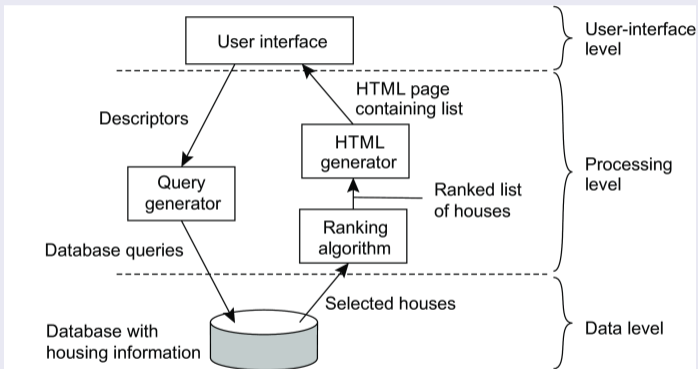 User interface
User-interface
level
HTML page
containing list
Descriptors
HTML
generator
Processing
level
Query
generator
Ranked list
of houses
Ranking
algorithm
Database queries
Selected houses
Database with
housing information
Data level